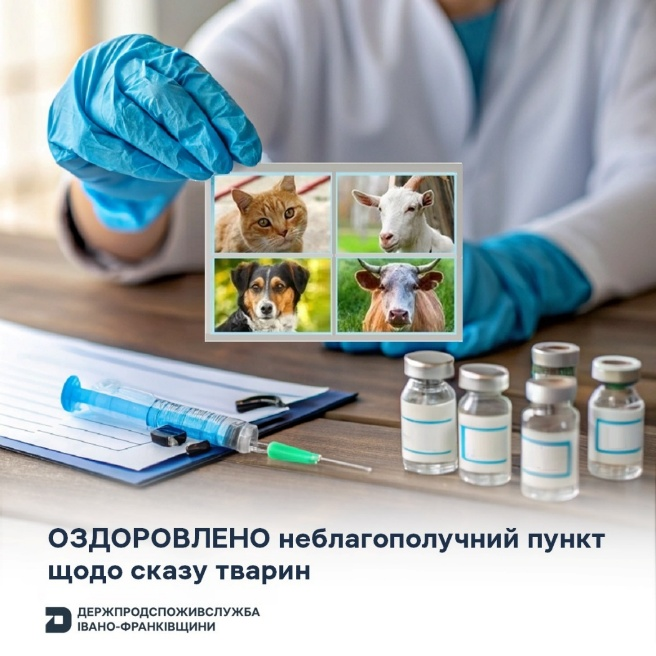 ОЗДОРОВЛЕНО неблагополучний пункт
щодо сказу тварин
ДЕРЖПРОДСПОЖИВСЛУЖБА
ІВАНО-ФРАНКІВЩИНИ